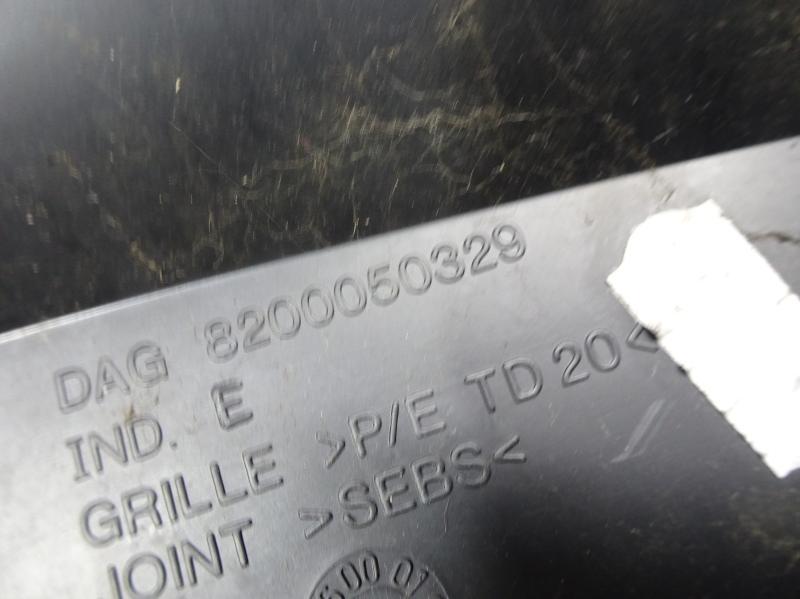 DAG 8200050329
IND. E
GRILLE >P/E TD 20<
JOINT >SEBS<